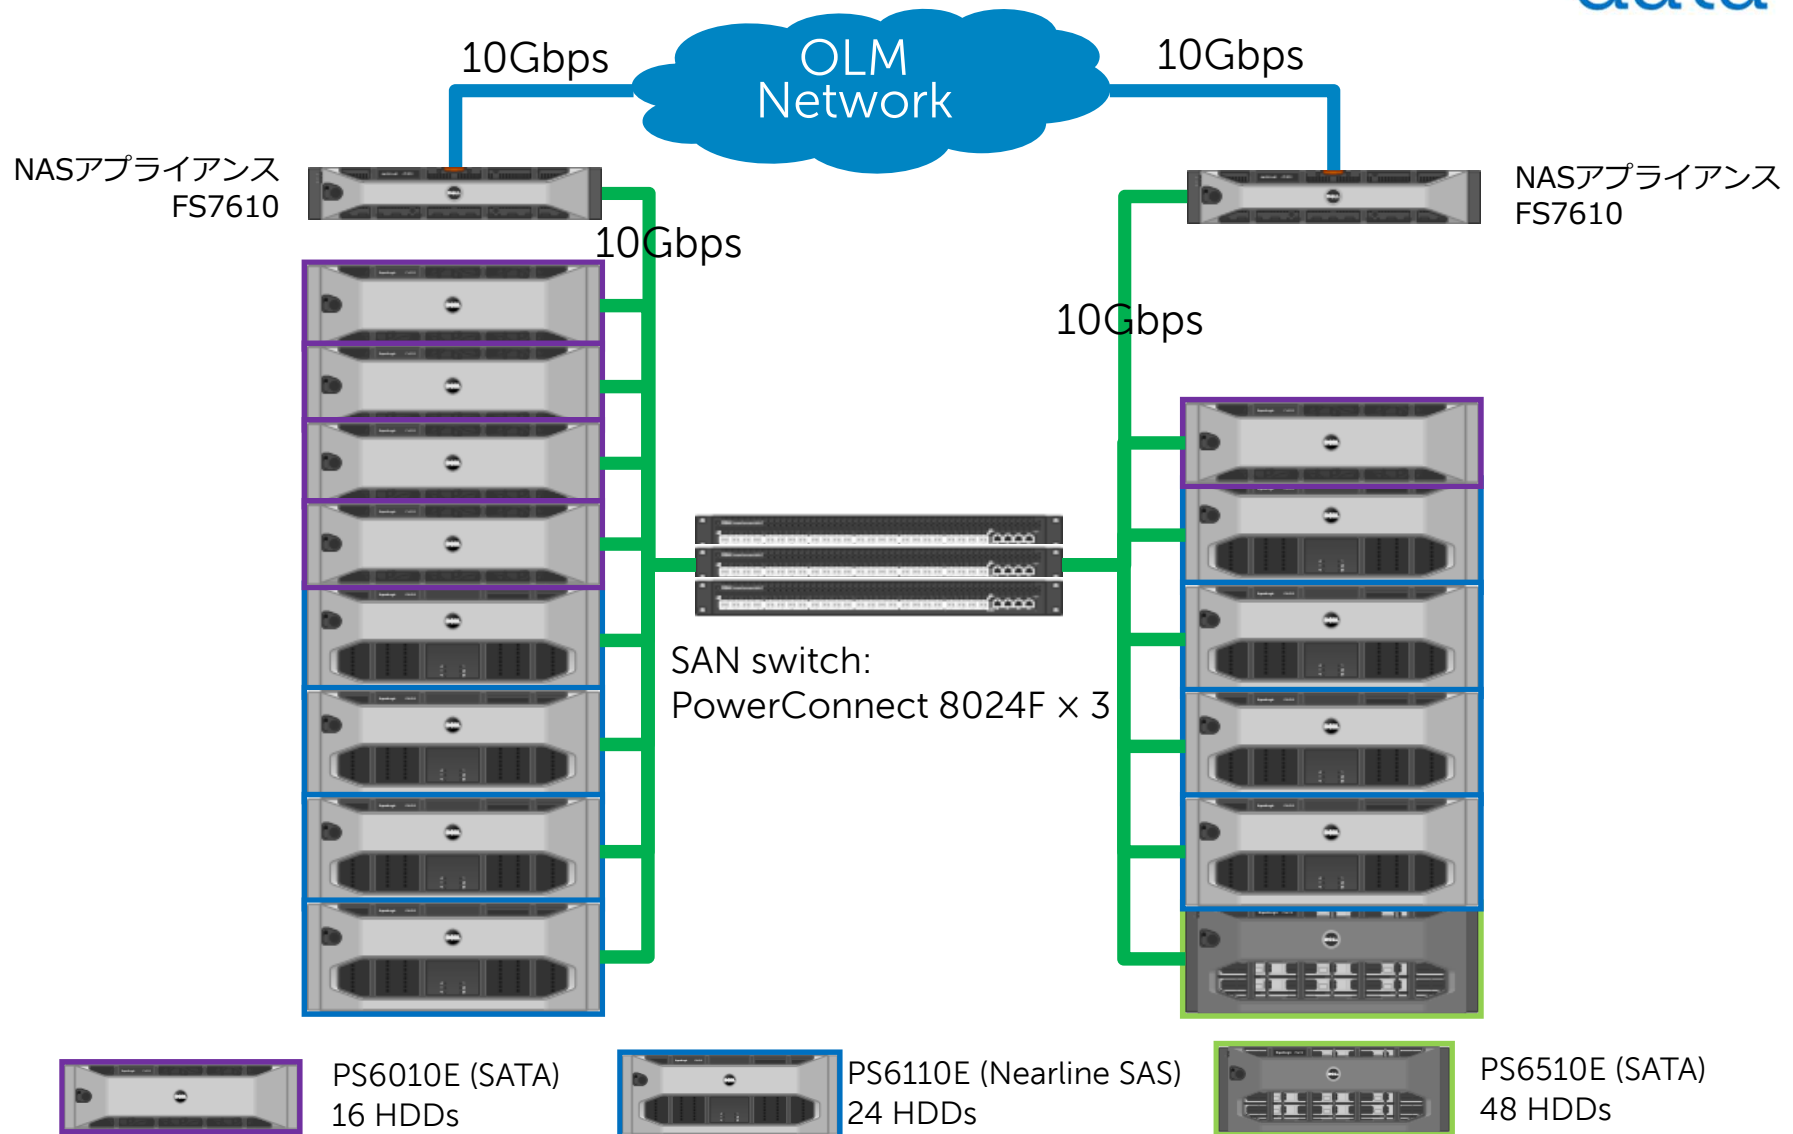 data
10Gbps
OLM
Network
10Gbps
NASアプライアンス
FS7610
NASアプライアンス
FS7610
10Gbps
10Gbps
SAN switch:
PowerConnect 8024F × 3
PS6010E (SATA)
16 HDDs
PS6110E (Nearline SAS)
24 HDDs
PS6510E (SATA)
48 HDDs